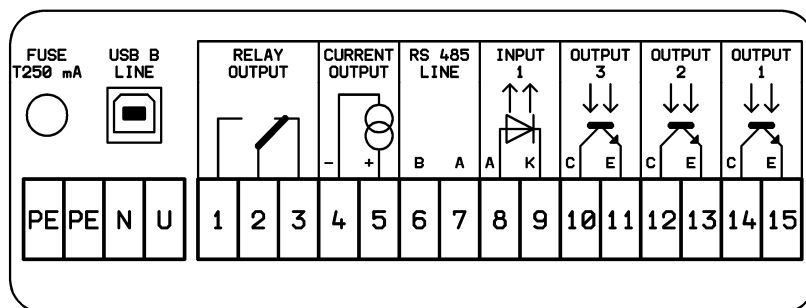 FUSE
T250 mA
USB B
LINE
RELAY
OUTPUT
CURRENT
OUTPUT
RS 485
LINE
INPUT
1
OUTPUT
3
OUTPUT
2
OUTPUT
1
- +
B A
A K
C E
C E
C E
PE PE N U
1 2 3 4 5 6 7 8 9 10 11 12 13 14 15